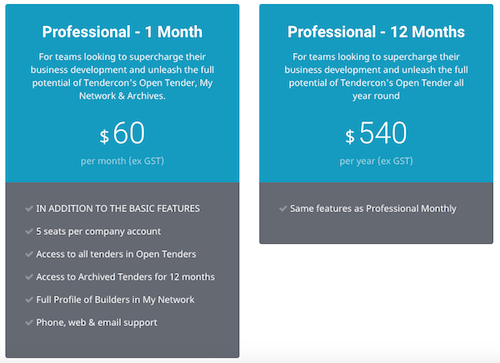 Professional - 1 Month
For teams looking to supercharge their
business development and unleash the full
potential of Tendercon's Open Tender, My
Network & Archives.
$ 60
per month (ex GST)
IN ADDITION TO THE BASIC FEATURES
5 seats per company account
Access to all tenders in Open Tenders
Access to Archived Tenders for 12 months
Full Profile of Builders in My Network
Phone, web & email support
Professional - 12 Months
For teams looking to supercharge their
business development and unleash the full
potential of Tendercon's Open Tender all
year round
$ 540
per year (ex GST)
Same features as Professional Monthly